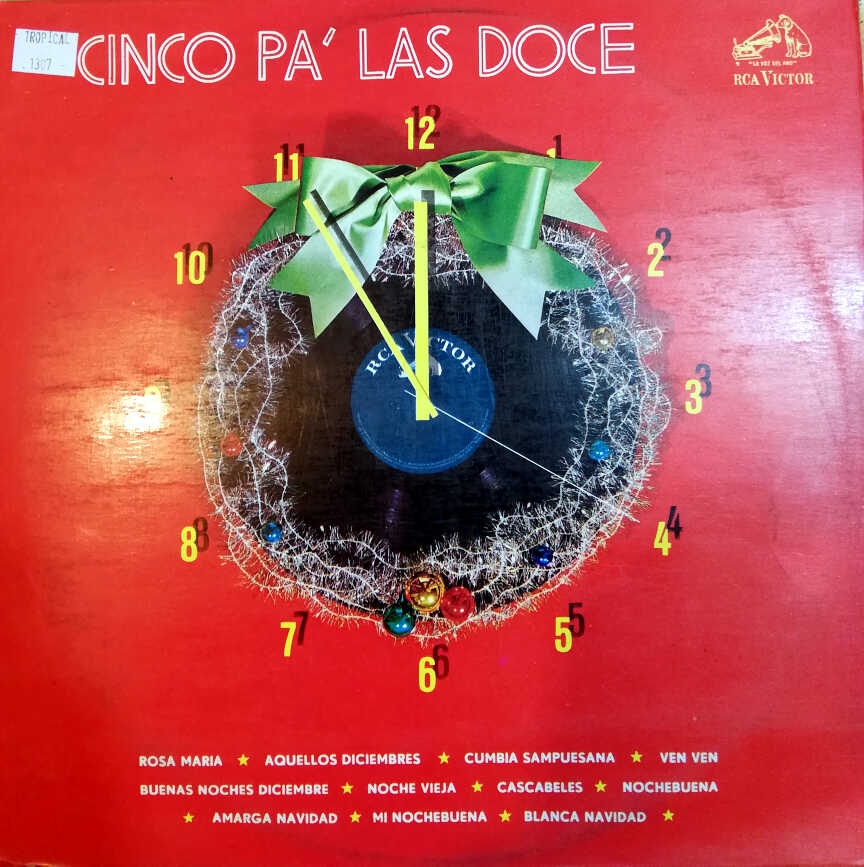 TROPICAL
1307
CINCO PA' LAS DOCE
"LA VOZ DEL AMO"
RCA VICTOR
12
11
1
10
2
9
3
8
4
7
5
6
RCA VICTOR
ROSA MARIA ★ AQUELLOS DICIEMBRES ★ CUMBIA SAMPUESANA ★ VEN VEN
BUENAS NOCHES DICIEMBRE ★ NOCHE VIEJA ★ CASCABELES ★ NOCHEBUENA
★ AMARGA NAVIDAD ★ MI NOCHEBUENA ★ BLANCA NAVIDAD ★